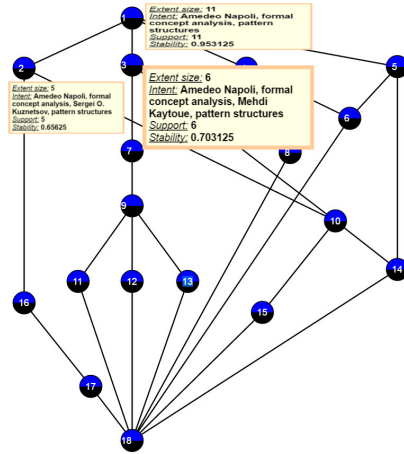 1
Extent size: 11
Intent: Amedeo Napoli, formal
concept analysis, pattern
structures
Support:
11
Stability: 0.953125
2
3
5
Extent size: 5
Intent: Amedeo Napoli, formal
concept analysis, Sergei O.
Kuznetsov, pattern structures
Support: 5
Stability: 0.65625
Extent size: 6
Intent: Amedeo Napoli, formal
concept analysis, Mehdi
Kaytoue, pattern structures
Support:
6
Stability: 0.703125
6
7
8
9
10
11
12
13
14
15
16
17
18